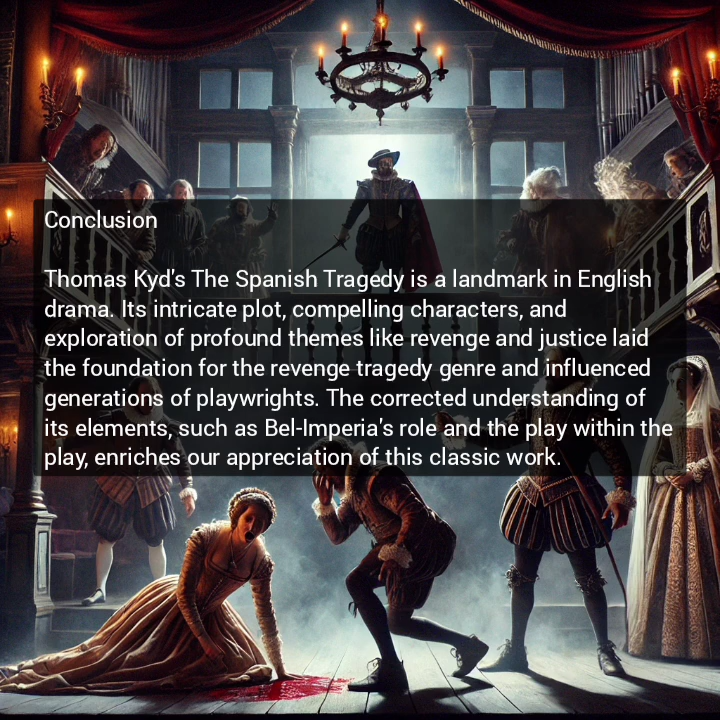 Conclusion
Thomas Kyd's The Spanish Tragedy is a landmark in English
drama. Its intricate plot, compelling characters, and
exploration of profound themes like revenge and justice laid
the foundation for the revenge tragedy genre and influenced
generations of playwrights. The corrected understanding of
its elements, such as Bel-Imperia's role and the play within the
play, enriches our appreciation of this classic work.